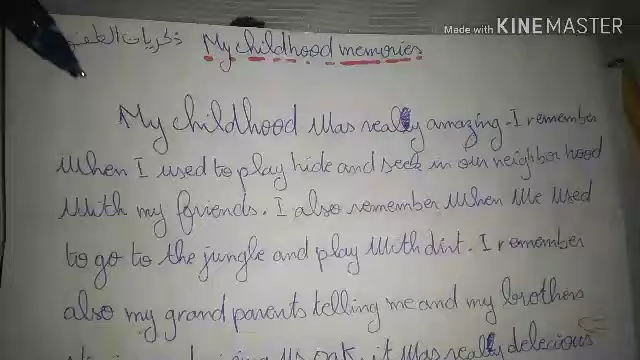 Made with KINEMASTER
ذكريات الطفو My childhood memories
My childhood was really amazing. I remember
when I used to play hide and seek in our neighborhood
with my friends. I also remember when we used
to go to the jungle and play with dirt. I remember
also my grand parents telling me and my brothers
it was really delecious